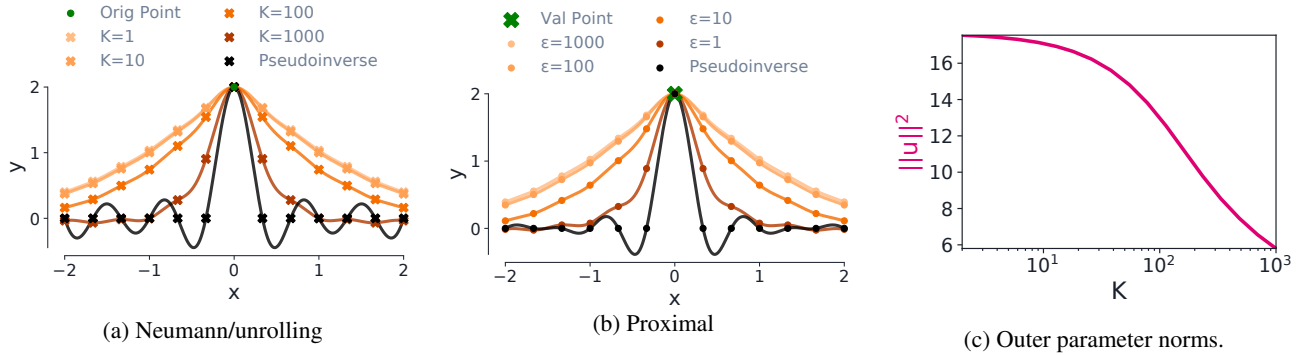 Orig Point
K=1
K=10
K=100
K=1000
Pseudoinverse
y
2
1
0
−2
−1
0
1
2
x
(a) Neumann/unrolling
Val Point
ε=1000
ε=100
ε=10
ε=1
Pseudoinverse
y
2
1
0
−2
−1
0
1
2
x
(b) Proximal
||u||²
16
14
12
10
8
6
10¹
10²
10³
K
(c) Outer parameter norms.